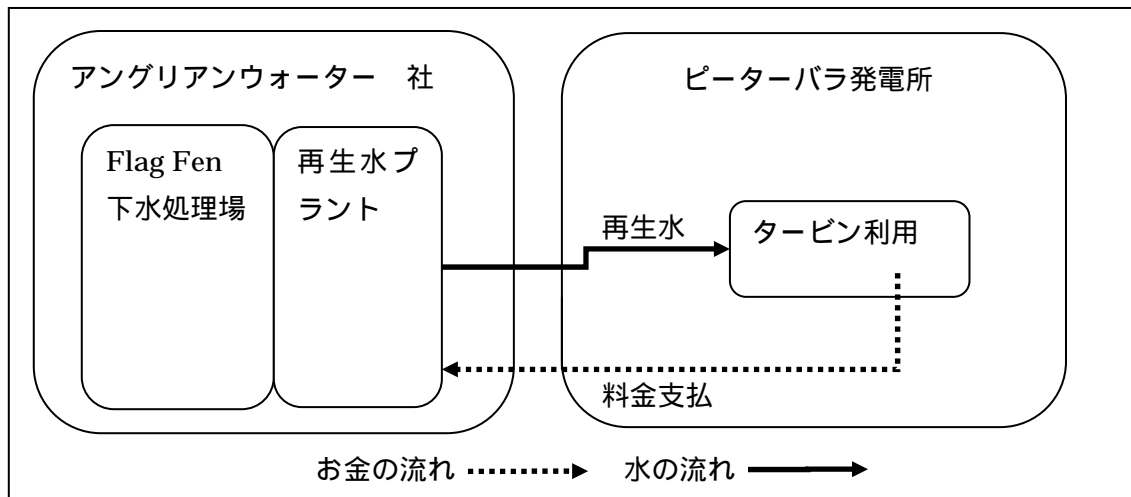 アングリアンウォーター　社
ピーターバラ発電所
Flag Fen
下水処理場
再生水プ
ラント
再生水
タービン利用
料金支払
お金の流れ
水の流れ